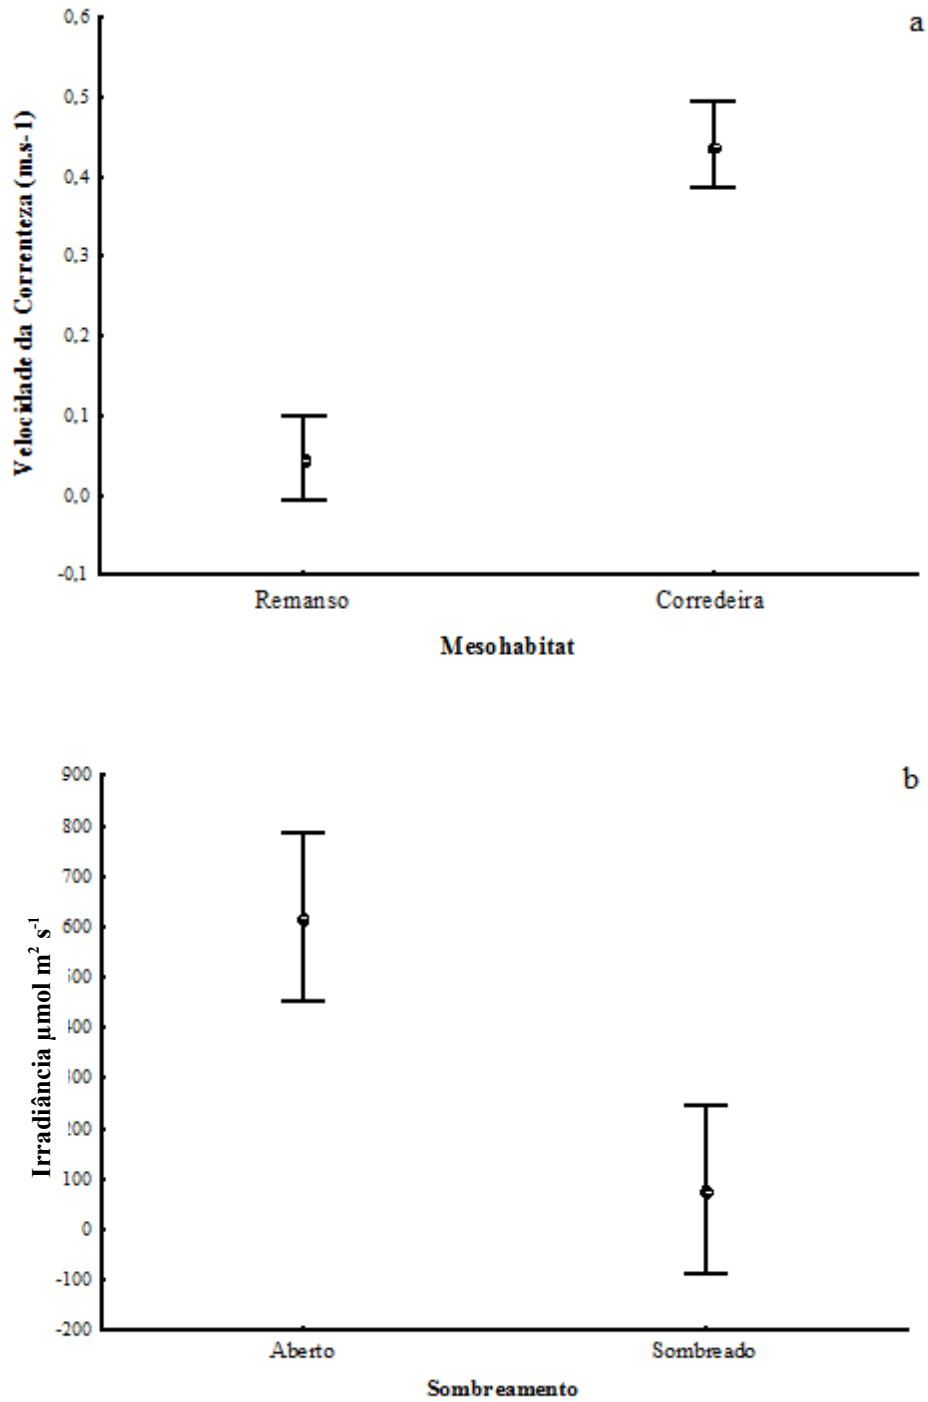 a
Velocidade da Correnteza (m.s-1)
0,6
0,5
0,4
0,3
0,2
0,1
0,0
-0,1
Remanso Corredeira
Mesohabitat
b
Irradiância µmol m² s⁻¹
900
800
700
600
200
100
0
-100
-200
Aberto Sombreado
Sombreamento